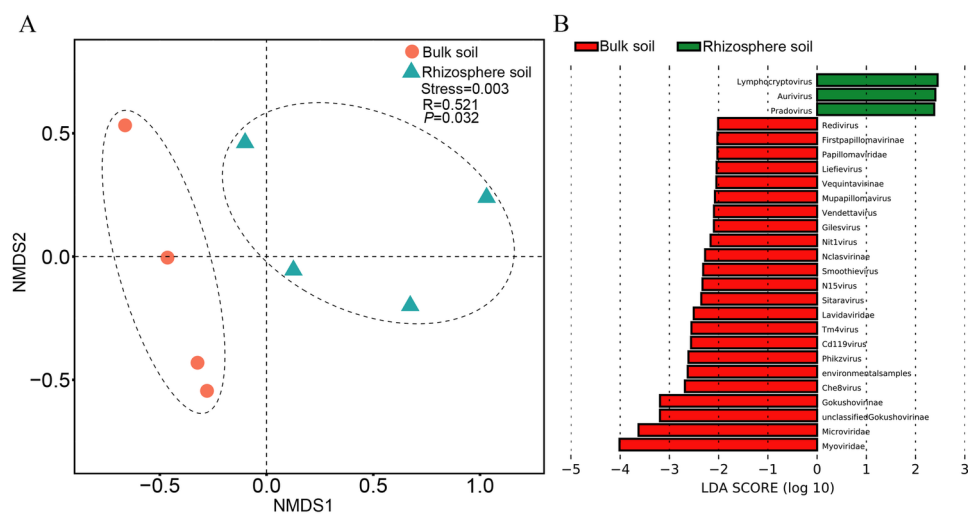 A
Bulk soil
Rhizosphere soil
Stress=0.003
R=0.521
P=0.032
0.5
0.0
−0.5
NMDS2
−0.5
0.0
0.5
1.0
NMDS1
B
Bulk soil
Rhizosphere soil
Lymphocryptovirus
Aurivirus
Pradovirus
Redivirus
Firstpapillomavirinae
Papillomaviridae
Liefievirus
Vequintavirinae
Mupapillomavirus
Vendettavirus
Gilesvirus
Nit1virus
Nclasvirinae
Smoothievirus
N15virus
Sitaravirus
Lavidaviridae
Tm4virus
Cd119virus
Phikzvirus
environmentalsamples
Che8virus
Gokushovirinae
unclassifiedGokushovirinae
Microviridae
Myoviridae
−5
−4
−3
−2
−1
0
1
2
3
LDA SCORE (log 10)